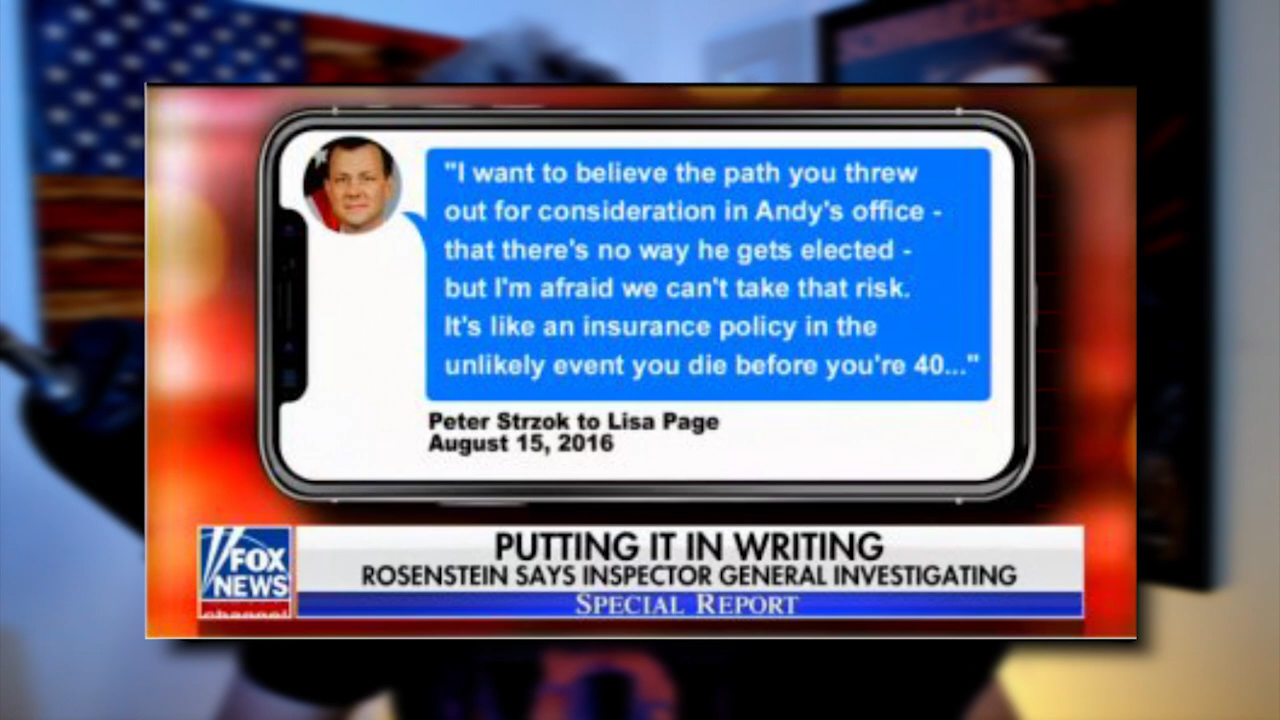 "I want to believe the path you threw
out for consideration in Andy's office -
that there's no way he gets elected -
but I'm afraid we can't take that risk.
It's like an insurance policy in the
unlikely event you die before you're 40..."
Peter Strzok to Lisa Page
August 15, 2016
FOX
NEWS
channel
PUTTING IT IN WRITING
ROSENSTEIN SAYS INSPECTOR GENERAL INVESTIGATING
SPECIAL REPORT